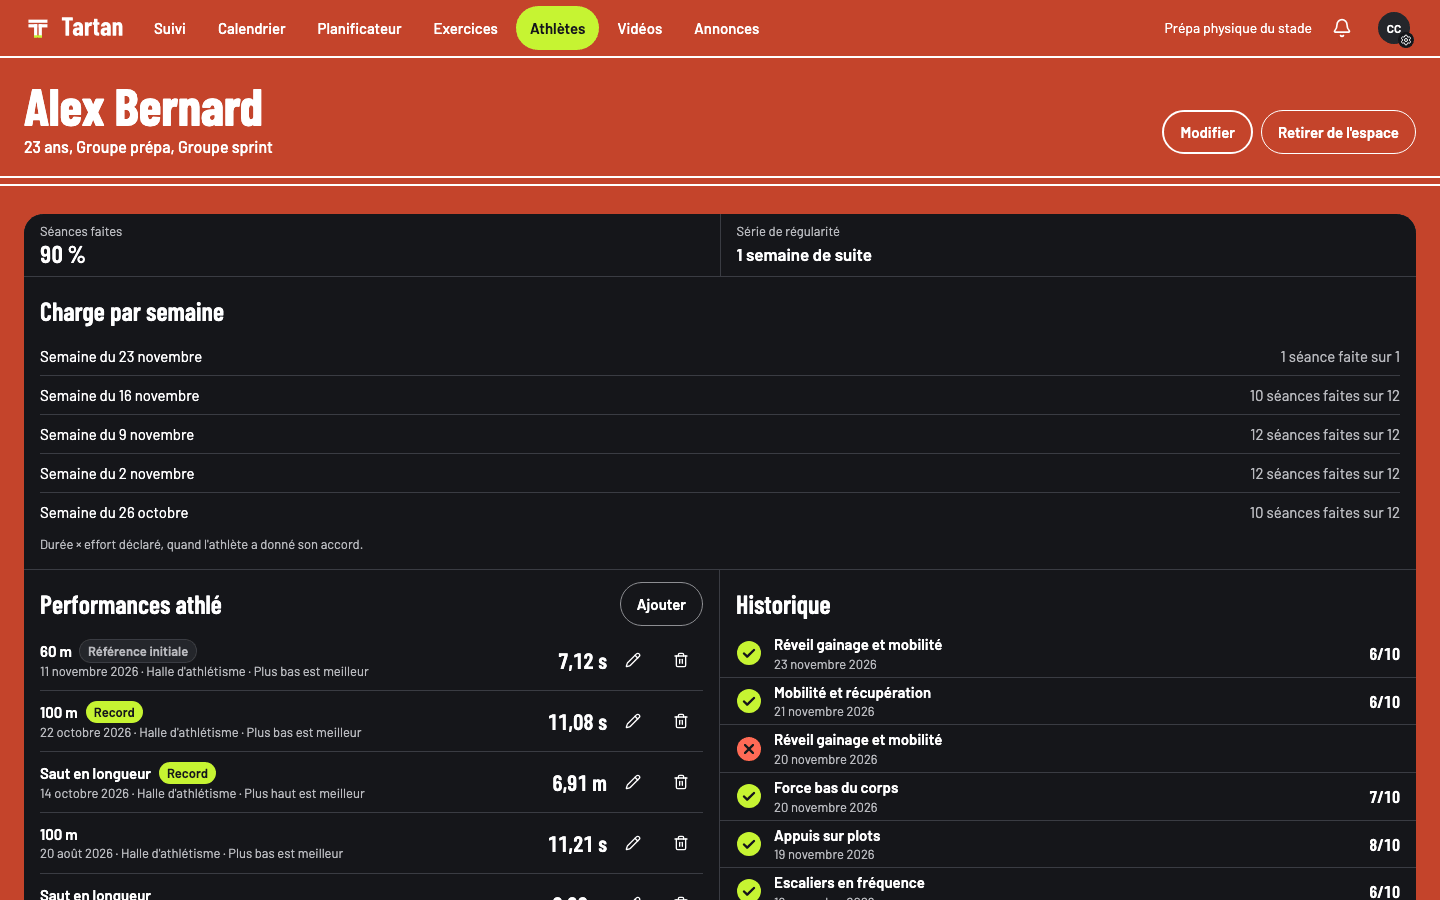 Tartan
Suivi
Calendrier
Planificateur
Exercices
Athlètes
Vidéos
Annonces
Prépa physique du stade
CC
Alex Bernard
23 ans, Groupe prépa, Groupe sprint
Modifier
Retirer de l'espace
Séances faites
90 %
Série de régularité
1 semaine de suite
Charge par semaine
Semaine du 23 novembre
1 séance faite sur 1
Semaine du 16 novembre
10 séances faites sur 12
Semaine du 9 novembre
12 séances faites sur 12
Semaine du 2 novembre
12 séances faites sur 12
Semaine du 26 octobre
10 séances faites sur 12
Durée × effort déclaré, quand l'athlète a donné son accord.
Performances athlé
Ajouter
60 m Référence initiale
11 novembre 2026 · Halle d'athlétisme · Plus bas est meilleur
7,12 s
100 m Record
22 octobre 2026 · Halle d'athlétisme · Plus bas est meilleur
11,08 s
Saut en longueur Record
14 octobre 2026 · Halle d'athlétisme · Plus haut est meilleur
6,91 m
100 m
20 août 2026 · Halle d'athlétisme · Plus bas est meilleur
11,21 s
Saut en longueur
Historique
Réveil gainage et mobilité
23 novembre 2026
6/10
Mobilité et récupération
21 novembre 2026
6/10
Réveil gainage et mobilité
20 novembre 2026
Force bas du corps
20 novembre 2026
7/10
Appuis sur plots
19 novembre 2026
8/10
Escaliers en fréquence
6/10